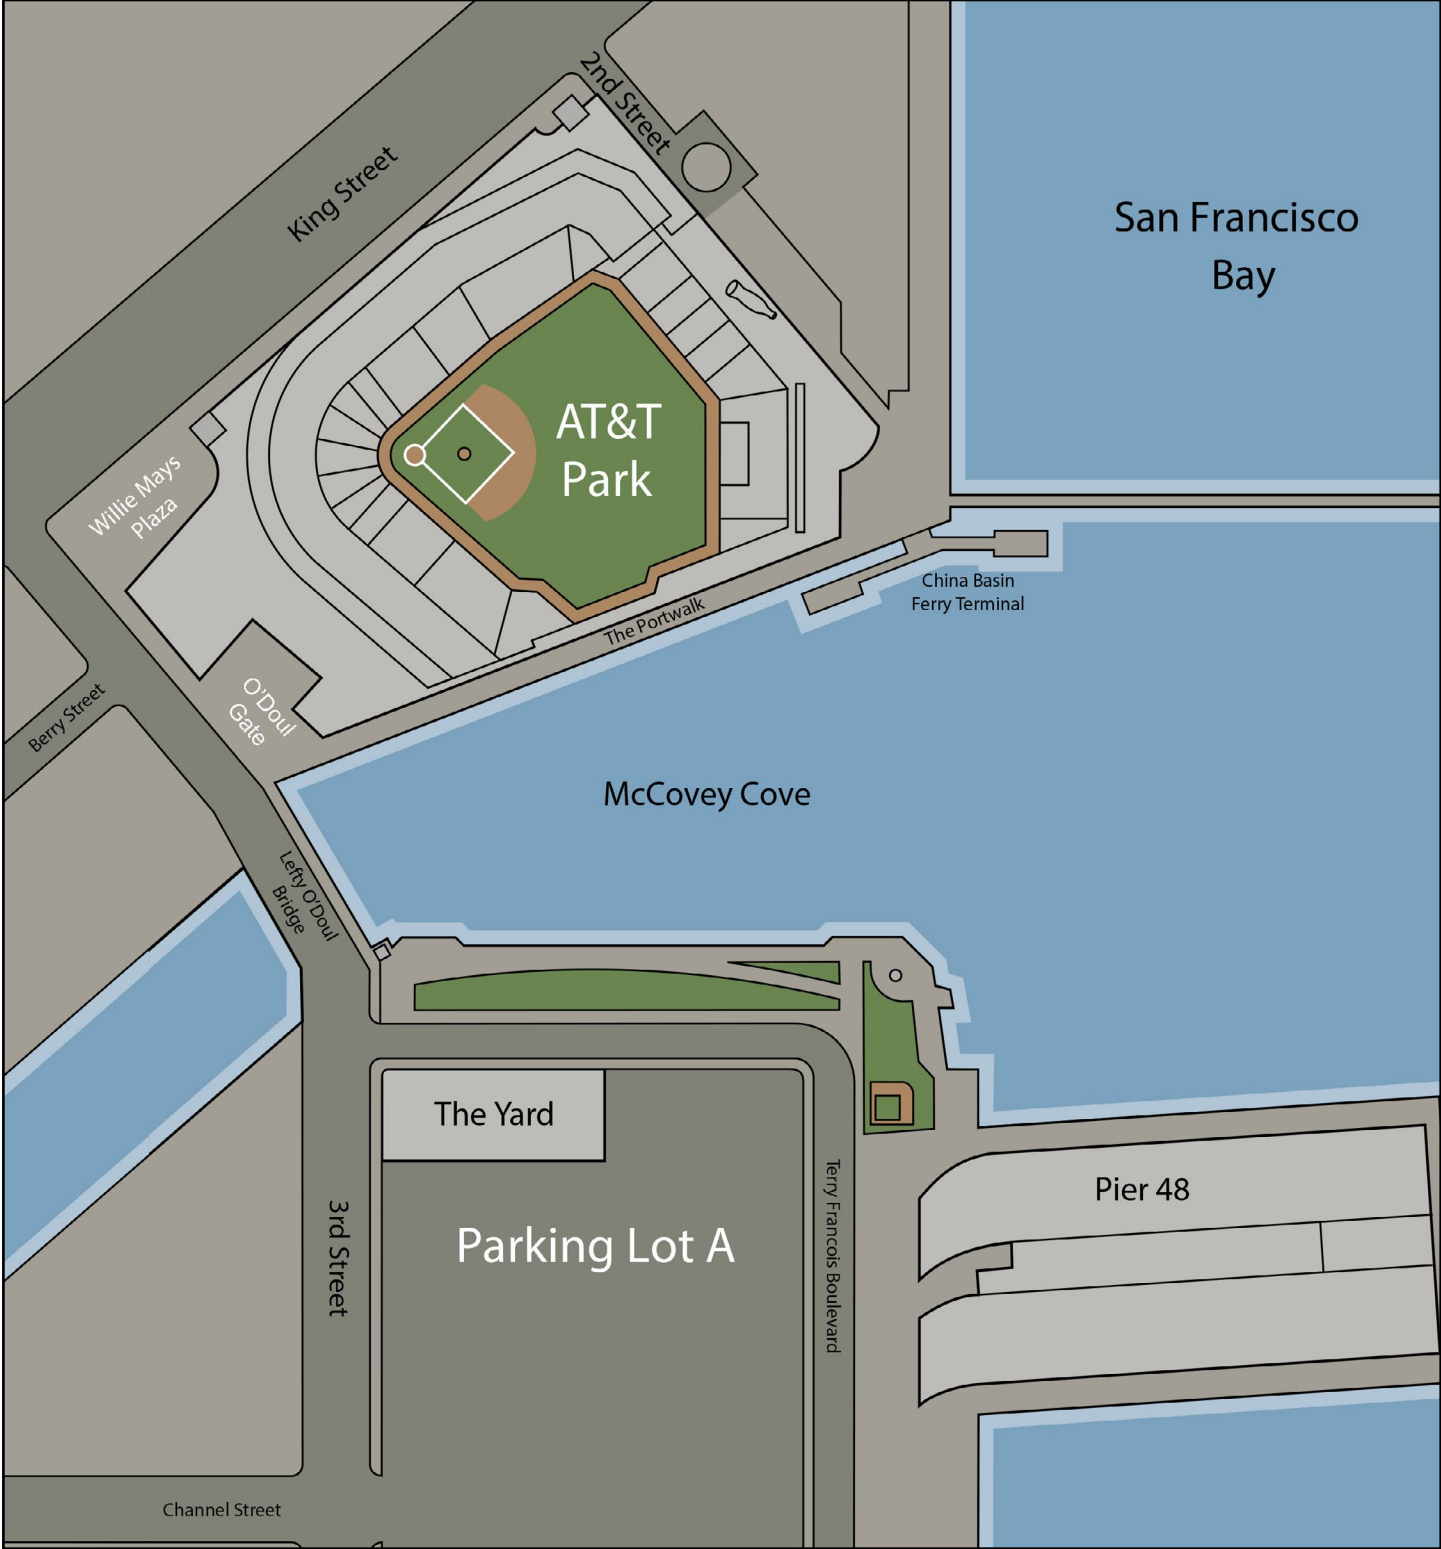 2nd Street
King Street
San Francisco
Bay
AT&T
Park
Willie Mays
Plaza
China Basin
Ferry Terminal
The Portwalk
O'Doul
Gate
Berry Street
McCovey Cove
Lefty O'Doul
Bridge
The Yard
Pier 48
Terry Francois Boulevard
3rd Street
Parking Lot A
Channel Street